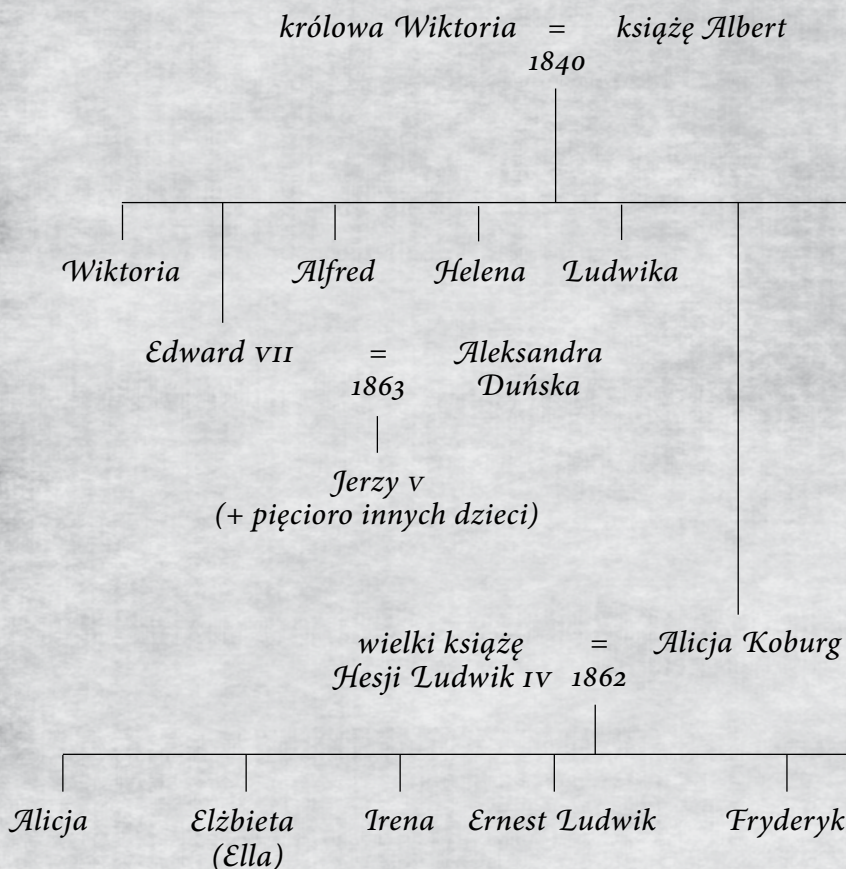 królowa Wiktoria = książę Albert
1840
Wiktoria Alfred Helena Ludwika
Edward VII = Aleksandra
1863 Duńska
Jerzy V
(+ pięcioro innych dzieci)
wielki książę = Alicja Koburg
Hesji Ludwik IV 1862
Alicja Elżbieta Irena Ernest Ludwik Fryderyk
(Ella)